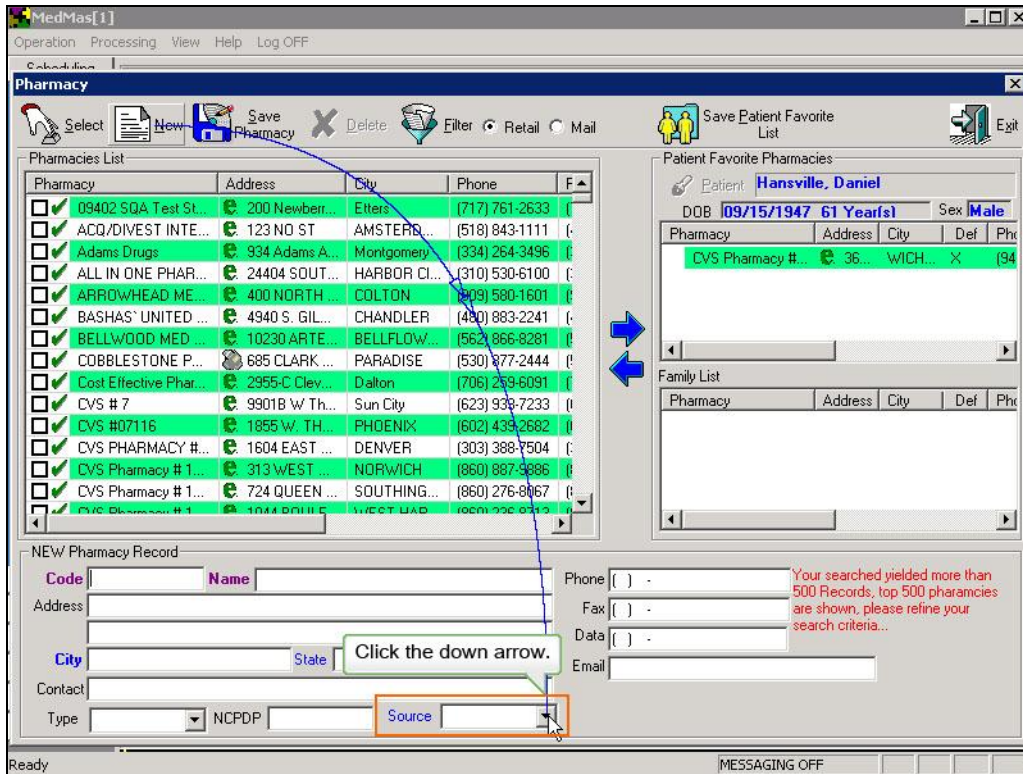 MedMas[1]
Operation Processing View Help Log OFF
Scheduling
Pharmacy
Select New Save Pharmacy Delete Filter Retail Mail Save Patient Favorite List Exit
Pharmacies List
Pharmacy Address City Phone F
09402 SQA Test St... 200 Newberr... Etters (717) 761-2633
ACQ/DIVEST INTE... 123 NO ST AMSTERD... (518) 843-1111
Adams Drugs 934 Adams A... Montgomery (334) 264-3496
ALL IN ONE PHAR... 24404 SOUT... HARBOR CI... (310) 530-6100
ARROWHEAD ME... 400 NORTH ... COLTON (909) 580-1601
BASHAS` UNITED ... 4940 S. GIL... CHANDLER (480) 883-2241
BELLWOOD MED ... 10230 ARTE... BELLFLOW... (562) 866-8281
COBBLESTONE P... 685 CLARK ... PARADISE (530) 877-2444
Cost Effective Phar... 2955-C Clev... Dalton (706) 259-6091
CVS # 7 9901B W Th... Sun City (623) 933-7233
CVS #07116 1855 W. TH... PHOENIX (602) 439-2682
CVS PHARMACY #... 1604 EAST ... DENVER (303) 388-7504
CVS Pharmacy # 1... 313 WEST ... NORWICH (860) 887-9886
CVS Pharmacy # 1... 724 QUEEN ... SOUTHING... (860) 276-8067
CVS Pharmacy # 1
Patient Favorite Pharmacies
Patient Hansville, Daniel
DOB 09/15/1947 61 Year(s) Sex Male
Pharmacy Address City Def Pho
CVS Pharmacy #... 36... WICH... X (94
Family List
Pharmacy Address City Def Pho
NEW Pharmacy Record
Code Name
Address
City State
Contact
Type NCPDP Source
Click the down arrow.
Phone ( ) -
Fax ( ) -
Data ( ) -
Email
Your searched yielded more than
500 Records, top 500 pharamcies
are shown, please refine your
search criteria...
Ready MESSAGING OFF